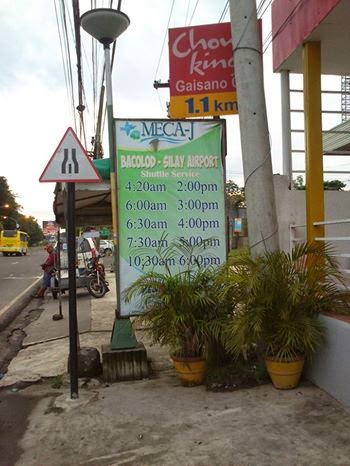 Chow
king
Gaisano
1.1 km
MECA-J
BACOLOD - SILAY AIRPORT
Shuttle Service
4:20am 2:00pm
6:00am 3:00pm
6:30am 4:00pm
7:30am 5:00pm
10:30am 6:00pm